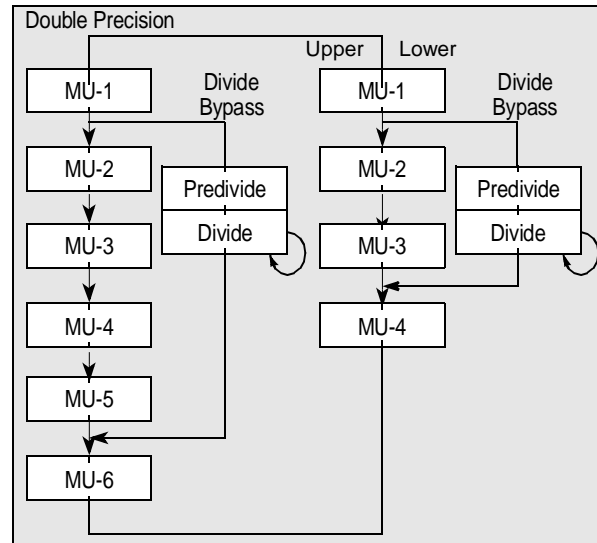 Double Precision
Upper
Lower
MU-1
Divide
Bypass
MU-2
Predivide
Divide
MU-3
MU-4
MU-5
MU-6
MU-1
Divide
Bypass
MU-2
Predivide
Divide
MU-3
MU-4